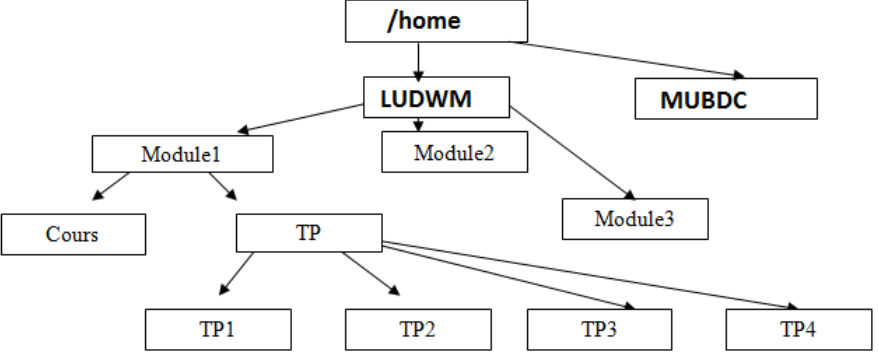 /home
LUDWM
MUBDC
Module1
Module2
Module3
Cours
TP
TP1
TP2
TP3
TP4